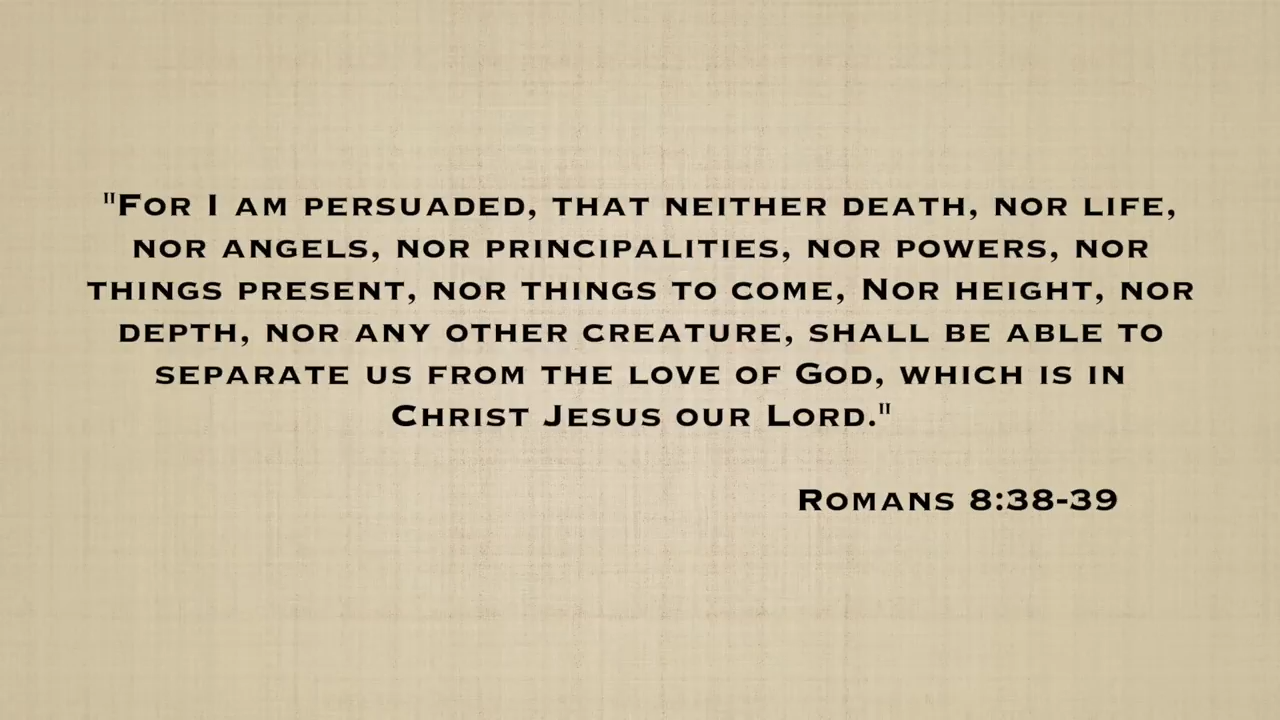 "For I am persuaded, that neither death, nor life,
nor angels, nor principalities, nor powers, nor
things present, nor things to come, Nor height, nor
depth, nor any other creature, shall be able to
separate us from the love of God, which is in
Christ Jesus our Lord."
Romans 8:38-39